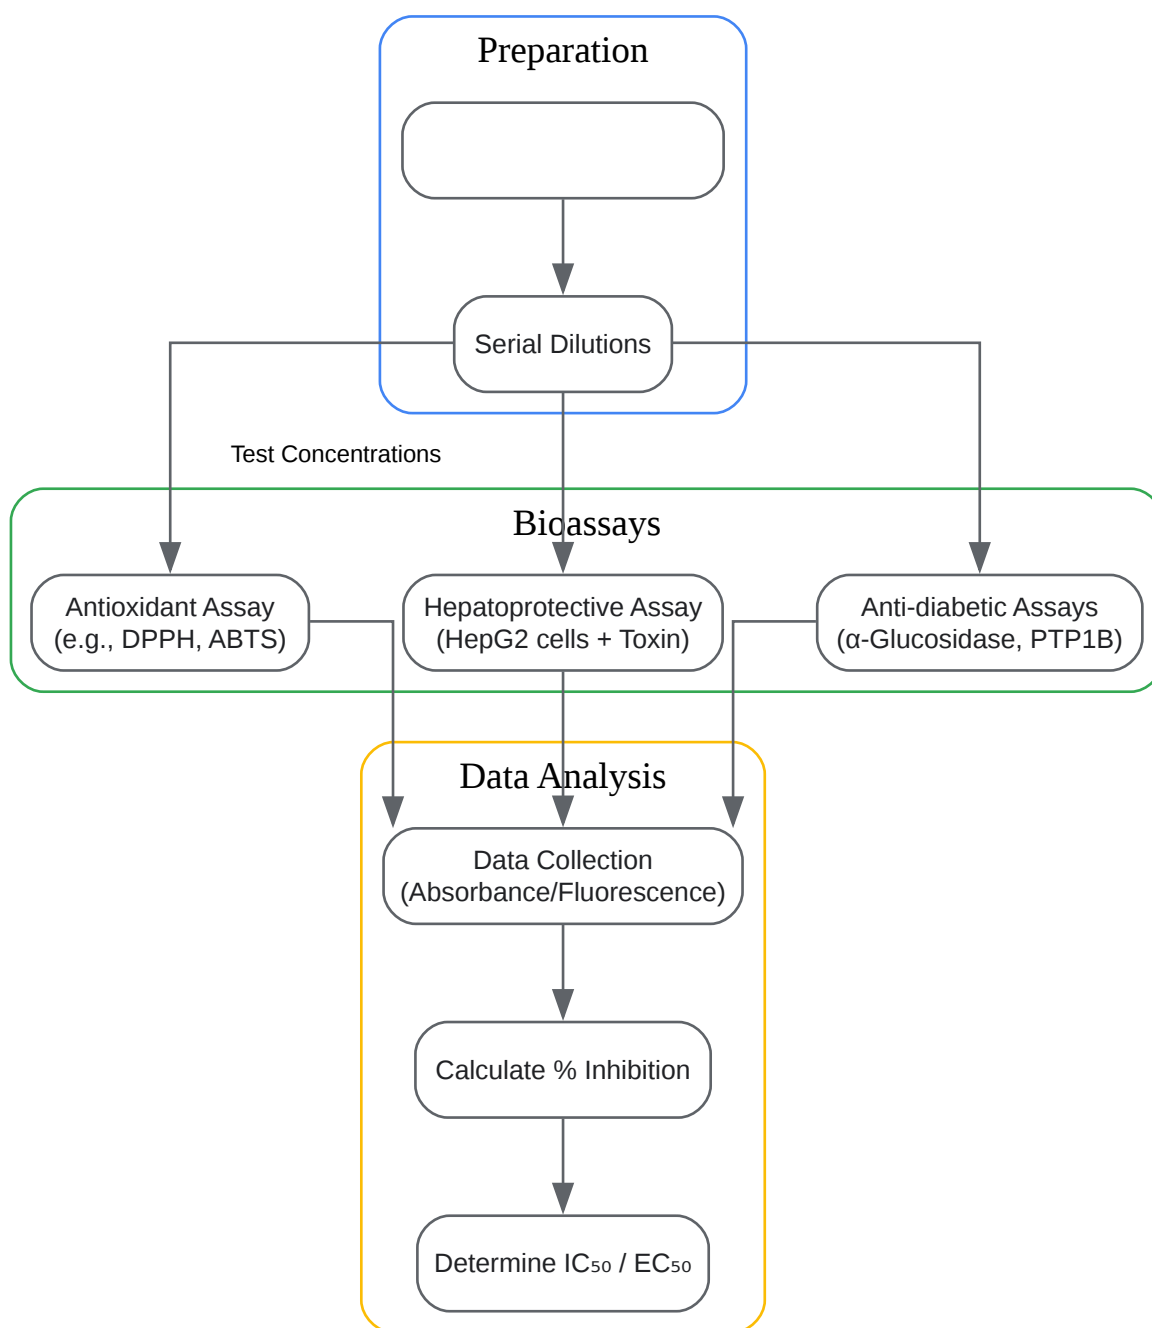 Preparation
Serial Dilutions
Test Concentrations
Bioassays
Antioxidant Assay
(e.g., DPPH, ABTS)
Hepatoprotective Assay
(HepG2 cells + Toxin)
Anti-diabetic Assays
(α-Glucosidase, PTP1B)
Data Analysis
Data Collection
(Absorbance/Fluorescence)
Calculate % Inhibition
Determine IC₅₀ / EC₅₀